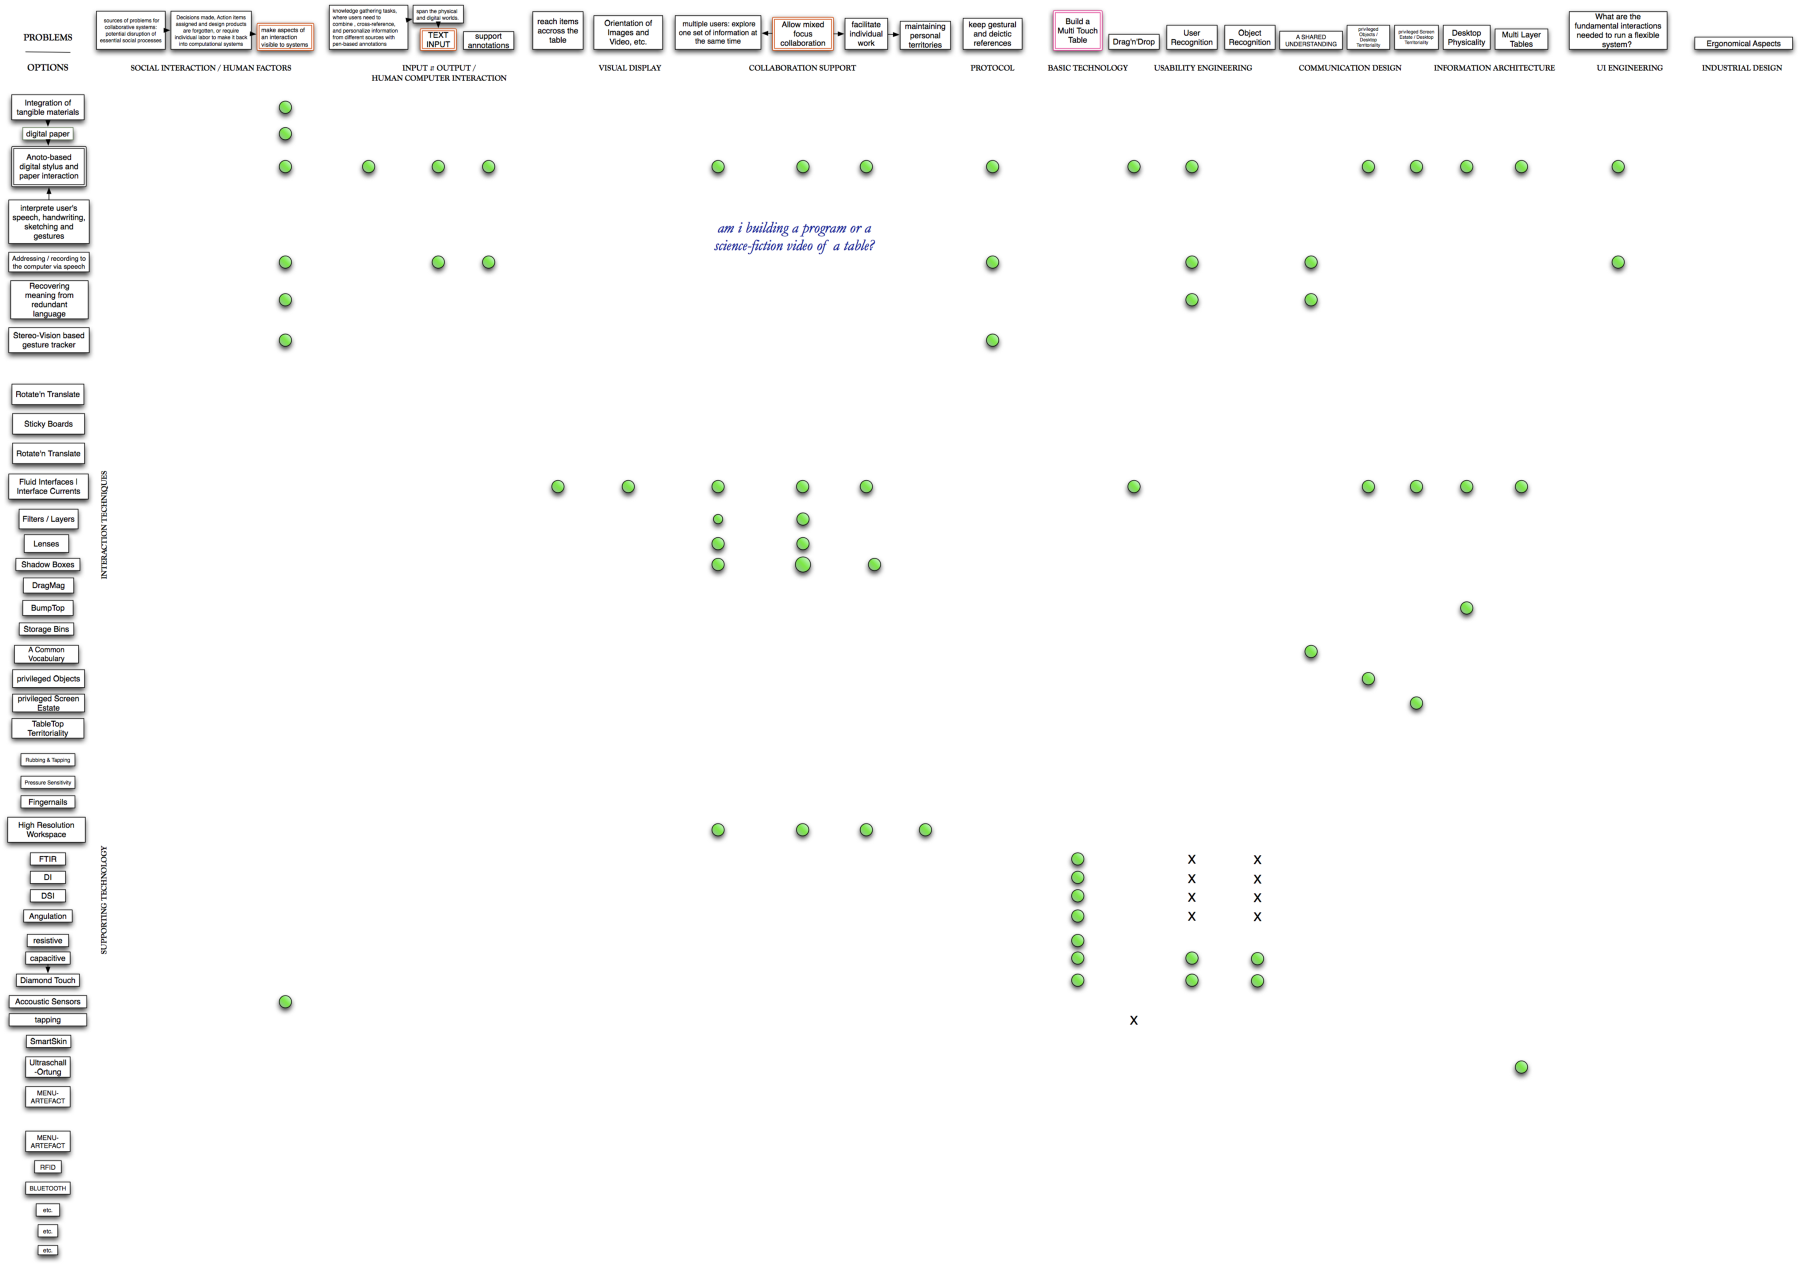 PROBLEMS
OPTIONS
sources of problems for
collaborative systems:
potential disruption of
essential social processes
Decisions made, Action items
assigned and design products
are forgotten, or require
individual labor to make it back
into computational systems
make aspects of
an interaction
visible to systems
SOCIAL INTERACTION / HUMAN FACTORS
knowledge gathering tasks,
where users need to
combine , cross-reference,
and personalize information
from different sources with
pen-based annotations
span the physical
and digital worlds.
TEXT
INPUT
support
annotations
INPUT # OUTPUT /
HUMAN COMPUTER INTERACTION
reach items
accross the
table
Orientation of
Images and
Video, etc.
VISUAL DISPLAY
multiple users: explore
one set of information at
the same time
Allow mixed
focus
collaboration
facilitate
individual
work
maintaining
personal
territories
COLLABORATION SUPPORT
keep gestural
and deictic
references
PROTOCOL
Build a
Multi Touch
Table
BASIC TECHNOLOGY
Drag'n'Drop
User
Recognition
Object
Recognition
USABILITY ENGINEERING
A SHARED
UNDERSTANDING
privileged
Objects /
Desktop
Territoriality
privileged Screen
Estate / Desktop
Territoriality
COMMUNICATION DESIGN
Desktop
Physicality
Multi Layer
Tables
INFORMATION ARCHITECTURE
What are the
fundamental interactions
needed to run a flexible
system?
UI ENGINEERING
Ergonomical Aspects
INDUSTRIAL DESIGN
Integration of
tangible materials
digital paper
Anoto-based
digital stylus and
paper interaction
interprete user's
speech, handwriting,
sketching and
gestures
am i building a program or a
science-fiction video of a table?
Addressing / recording to
the computer via speech
Recovering
meaning from
redundant
language
Stereo-Vision based
gesture tracker
INTERACTION TECHNIQUES
Rotate'n Translate
Sticky Boards
Rotate'n Translate
Fluid Interfaces |
Interface Currents
Filters / Layers
Lenses
Shadow Boxes
DragMag
BumpTop
Storage Bins
A Common
Vocabulary
privileged Objects
privileged Screen
Estate
TableTop
Territoriality
Rubbing & Tapping
Pressure Sensitivity
Fingernails
High Resolution
Workspace
SUPPORTING TECHNOLOGY
FTIR
X X
DI
X X
DSI
X X
Angulation
X X
resistive
capacitive
Diamond Touch
Accoustic Sensors
tapping
X
SmartSkin
Ultraschall
-Ortung
MENU-
ARTEFACT
MENU-
ARTEFACT
RFID
BLUETOOTH
etc.
etc.
etc.